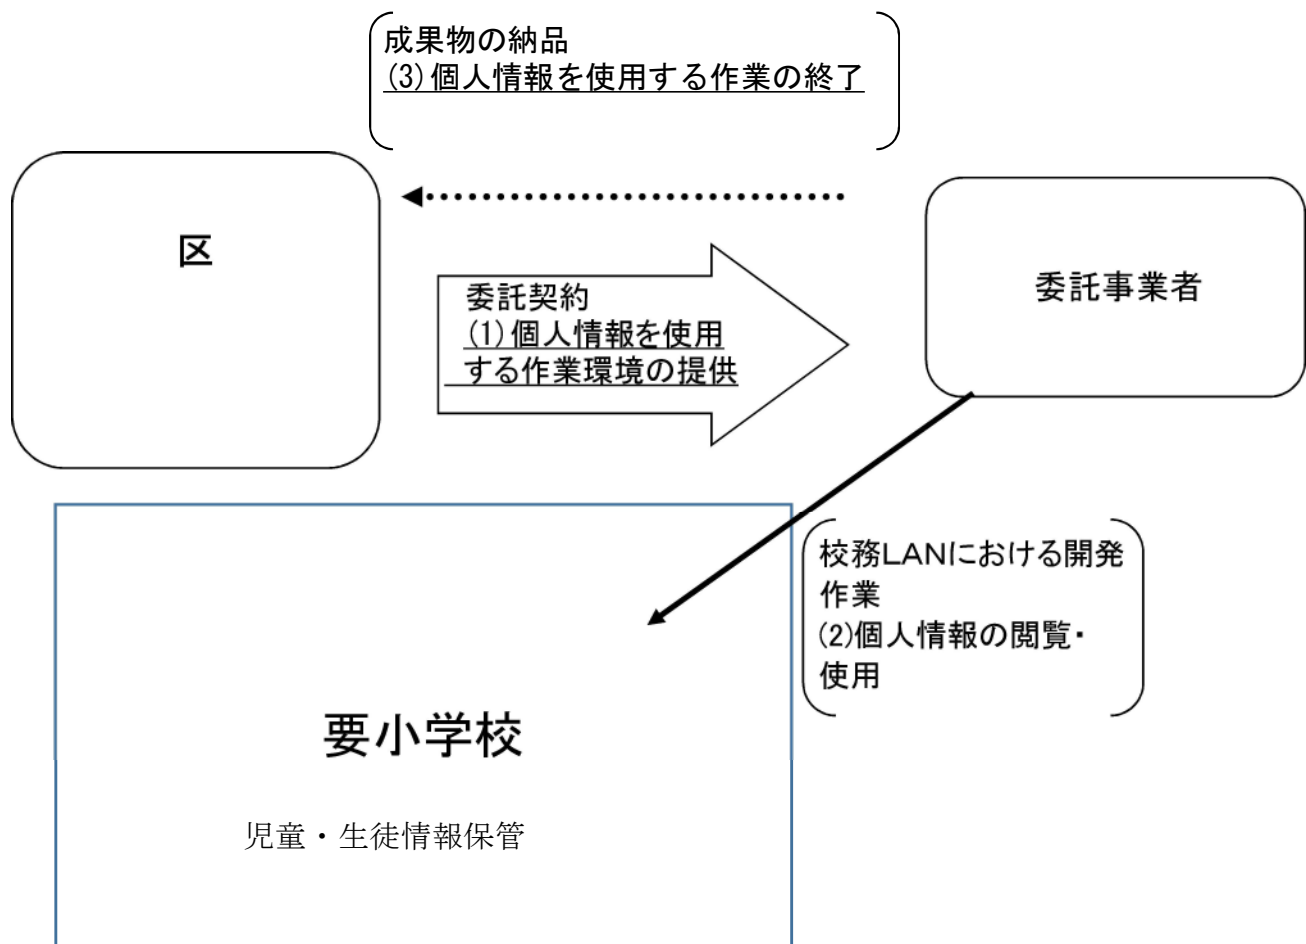 成果物の納品
(3)個人情報を使用する作業の終了
区
委託事業者
委託契約
(1)個人情報を使用
する作業環境の提供
校務LANにおける開発
作業
(2)個人情報の閲覧・
使用
要小学校
児童・生徒情報保管